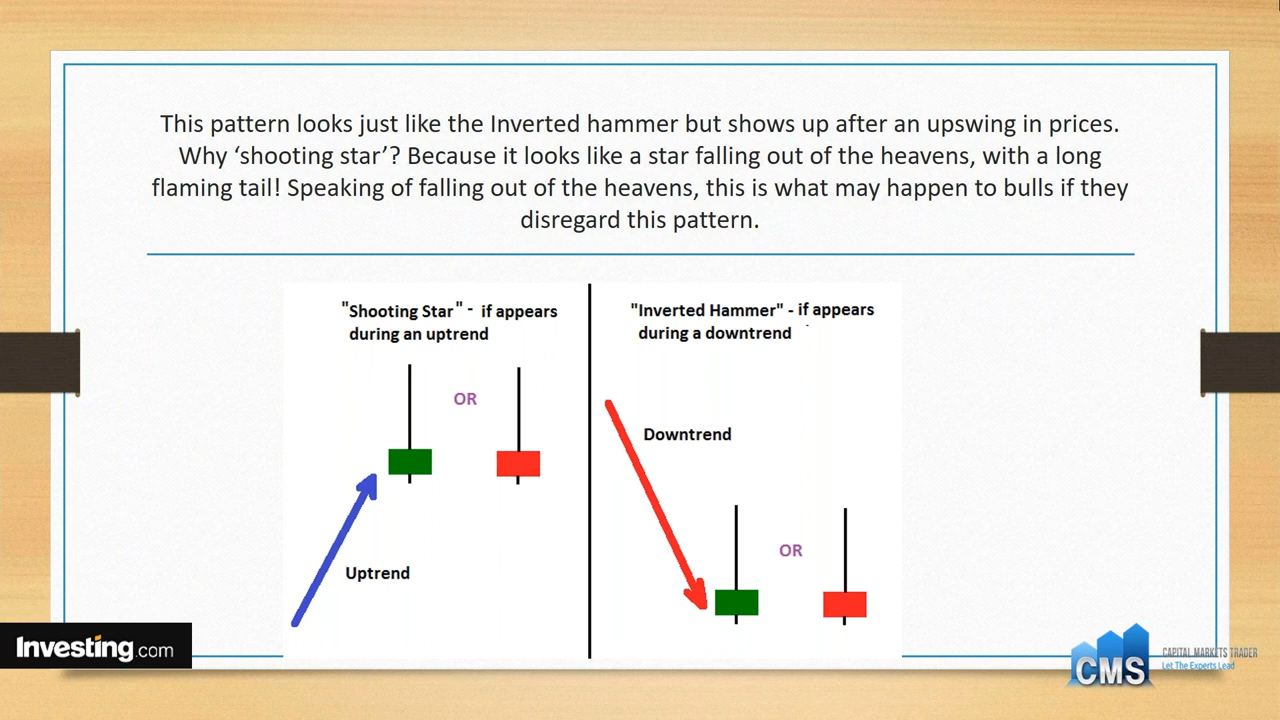 This pattern looks just like the Inverted hammer but shows up after an upswing in prices.
Why ‘shooting star’? Because it looks like a star falling out of the heavens, with a long
flaming tail! Speaking of falling out of the heavens, this is what may happen to bulls if they
disregard this pattern.
"Shooting Star" - if appears
during an uptrend
OR
Uptrend
"Inverted Hammer" - if appears
during a downtrend
Downtrend
OR
Investing.com
CMS
CAPITAL MARKETS TRADER
Let The Experts Lead